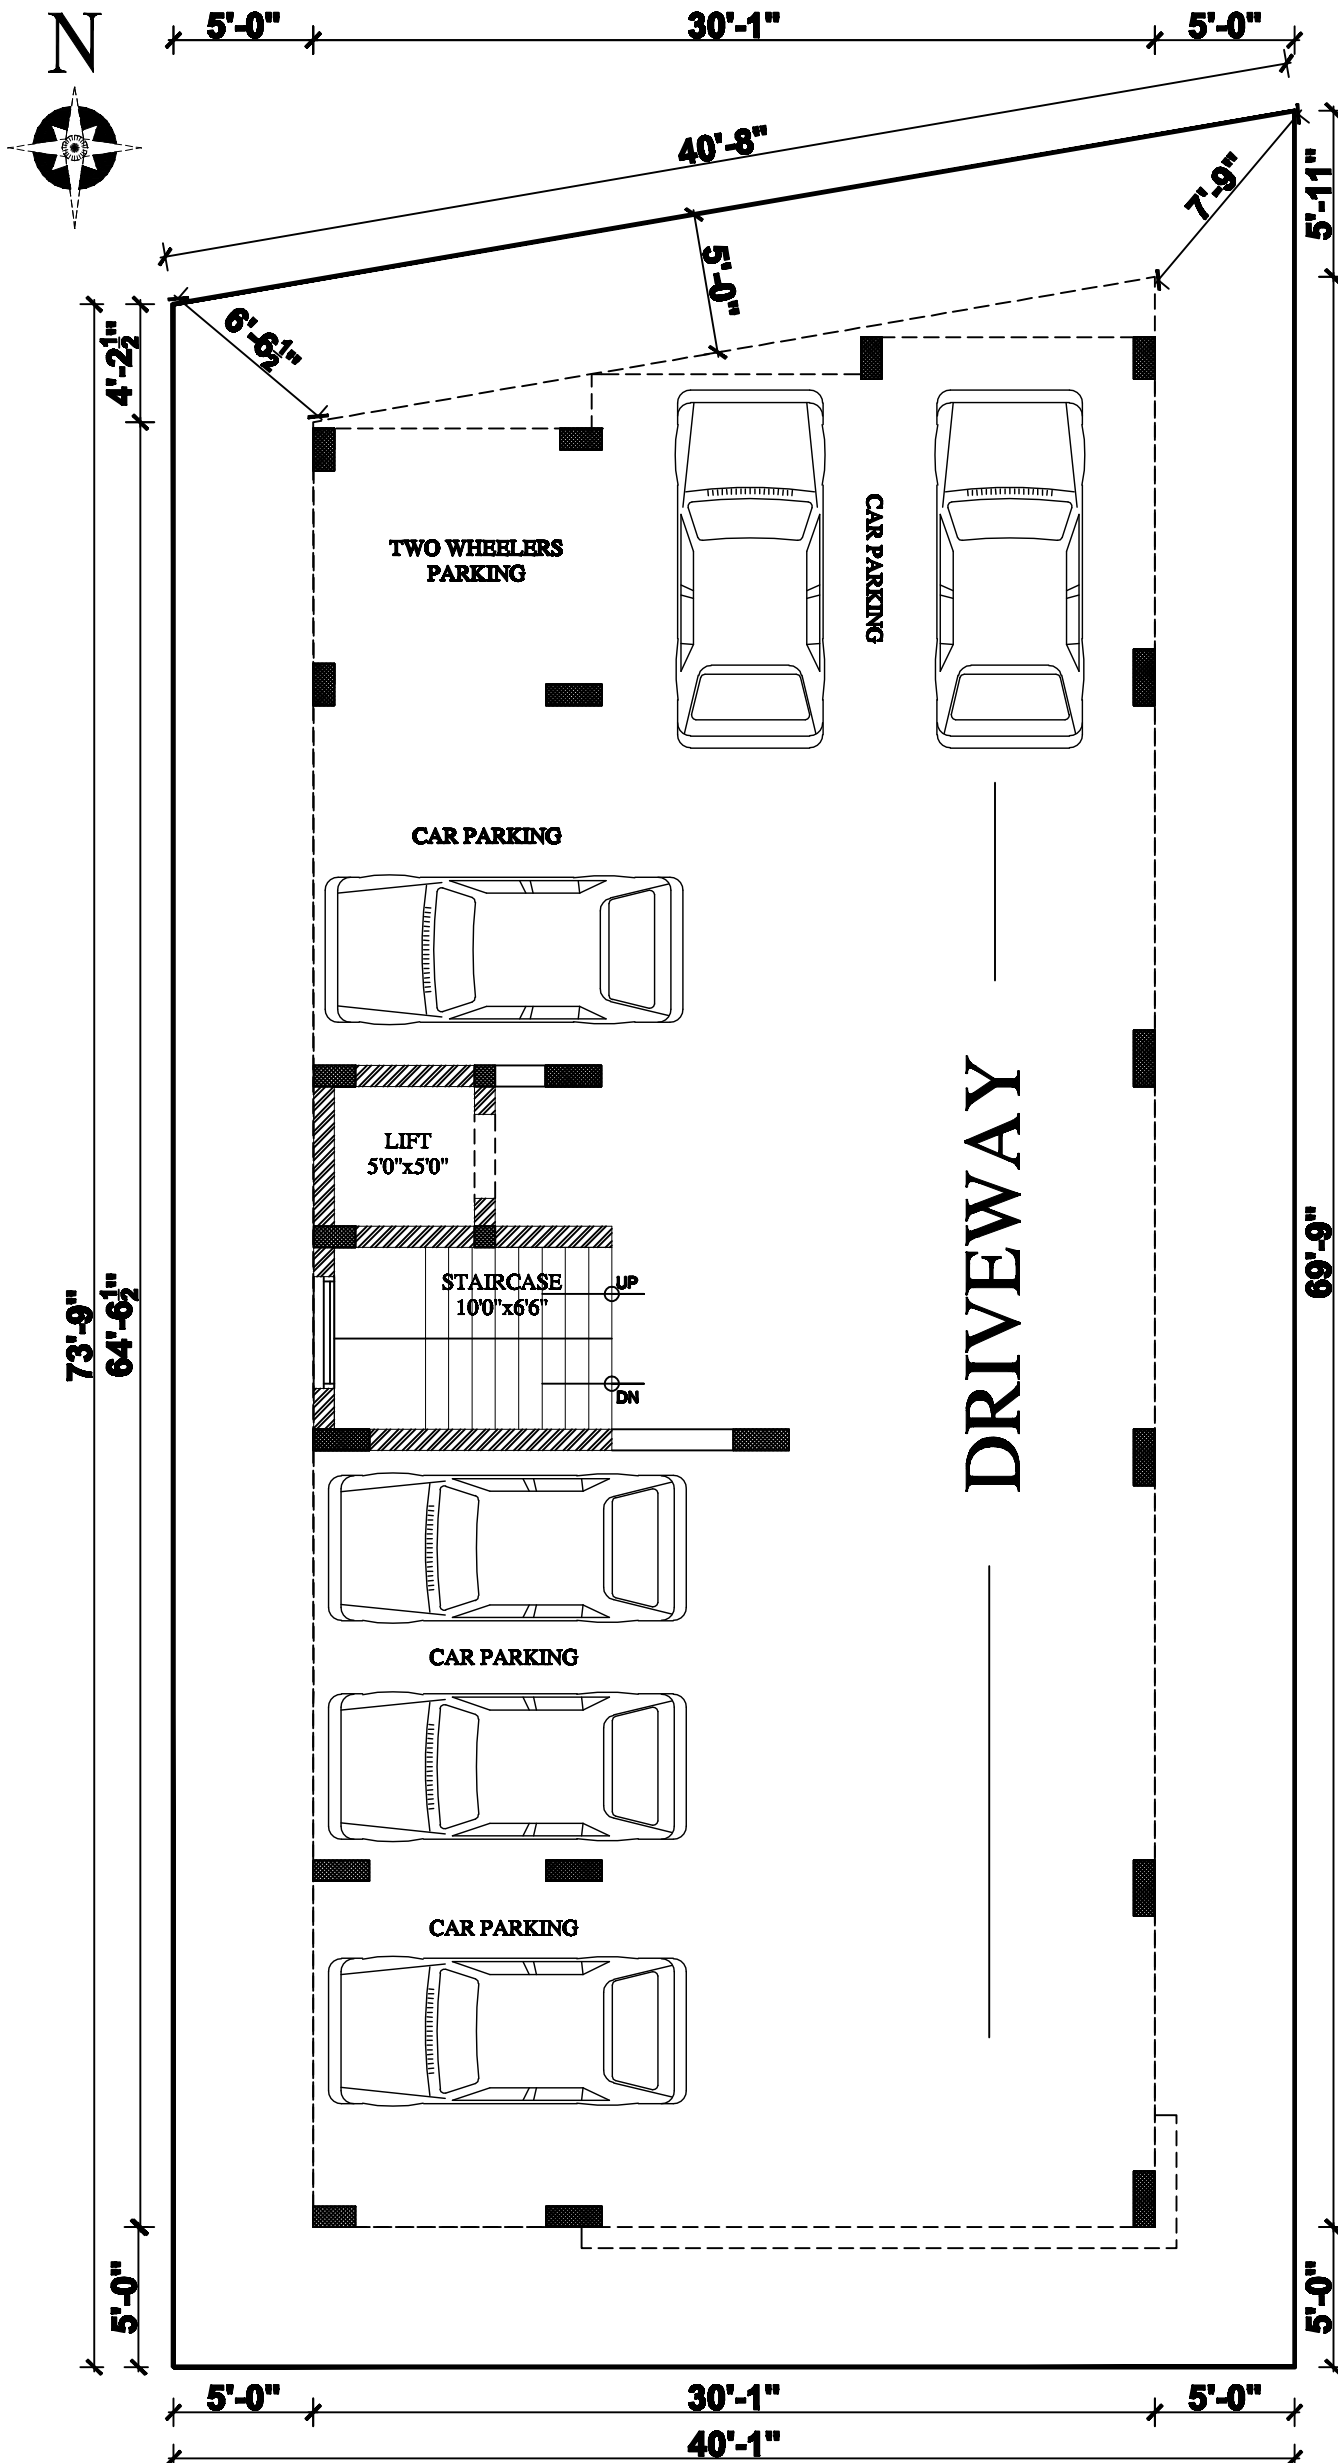 N
5'-0"
30'-1"
5'-0"
40'-8"
7'-9"
5'-11"
5'-0"
6'-6½"
4'-2½"
TWO WHEELERS
PARKING
CAR PARKING
CAR PARKING
LIFT
5'0"x5'0"
STAIRCASE
10'0"x6'6"
UP
DN
DRIVEWAY
73'-9"
64'-6½"
69'-9"
CAR PARKING
CAR PARKING
5'-0"
5'-0"
5'-0"
30'-1"
5'-0"
40'-1"